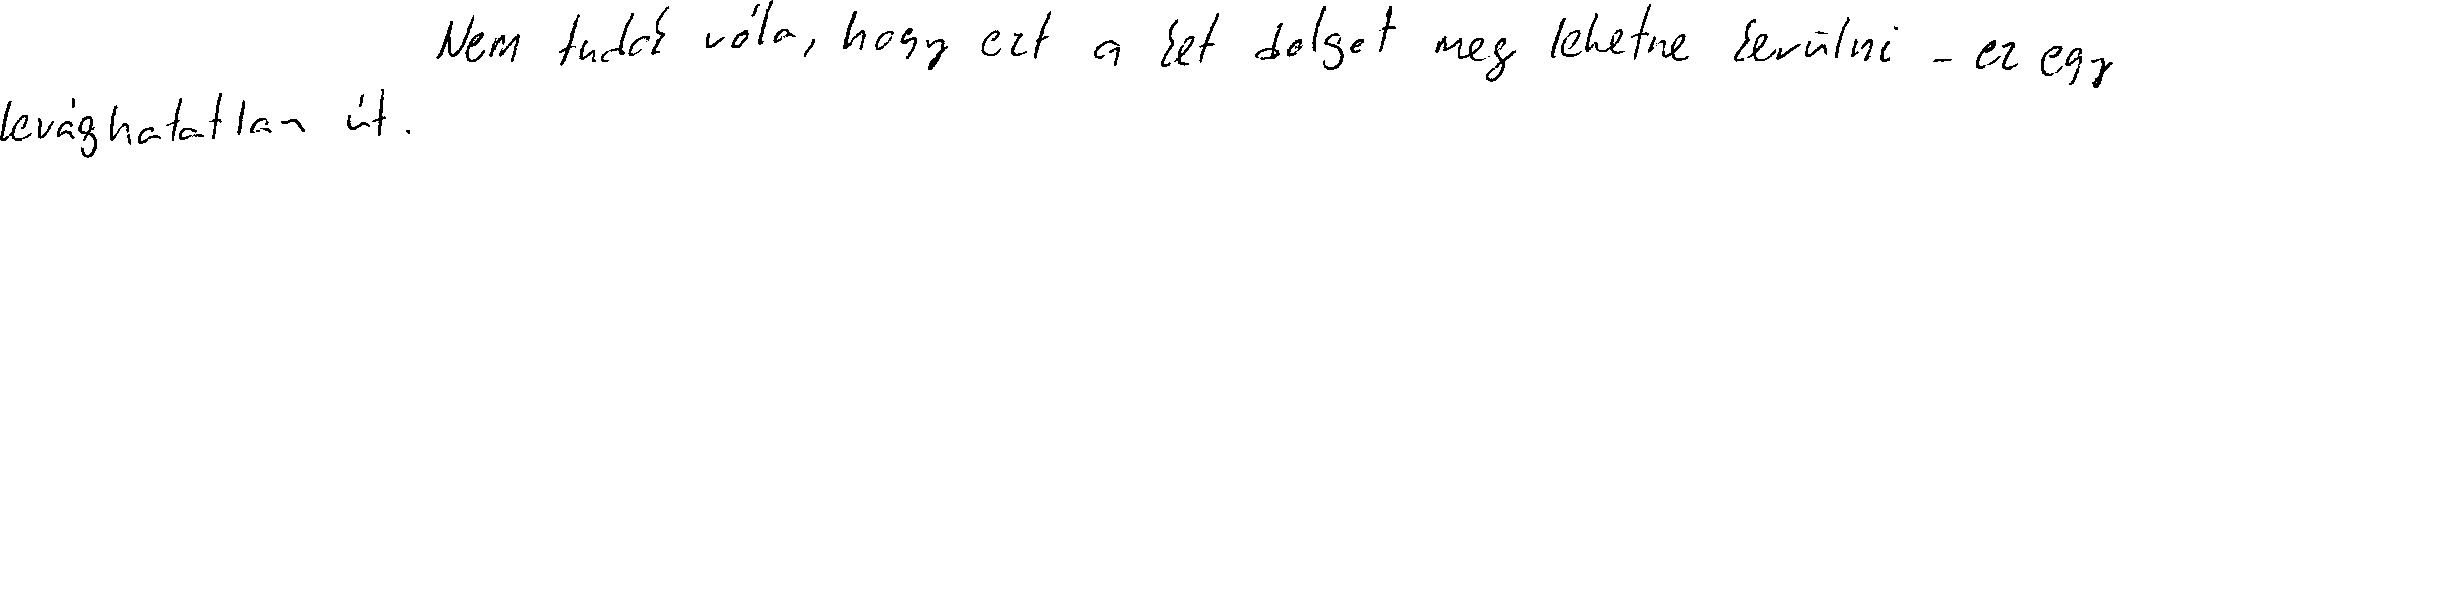 Nem tudok róla, hogy ezt a két dolgot meg lehetne kerülni – ez egy
levághatatlan út.